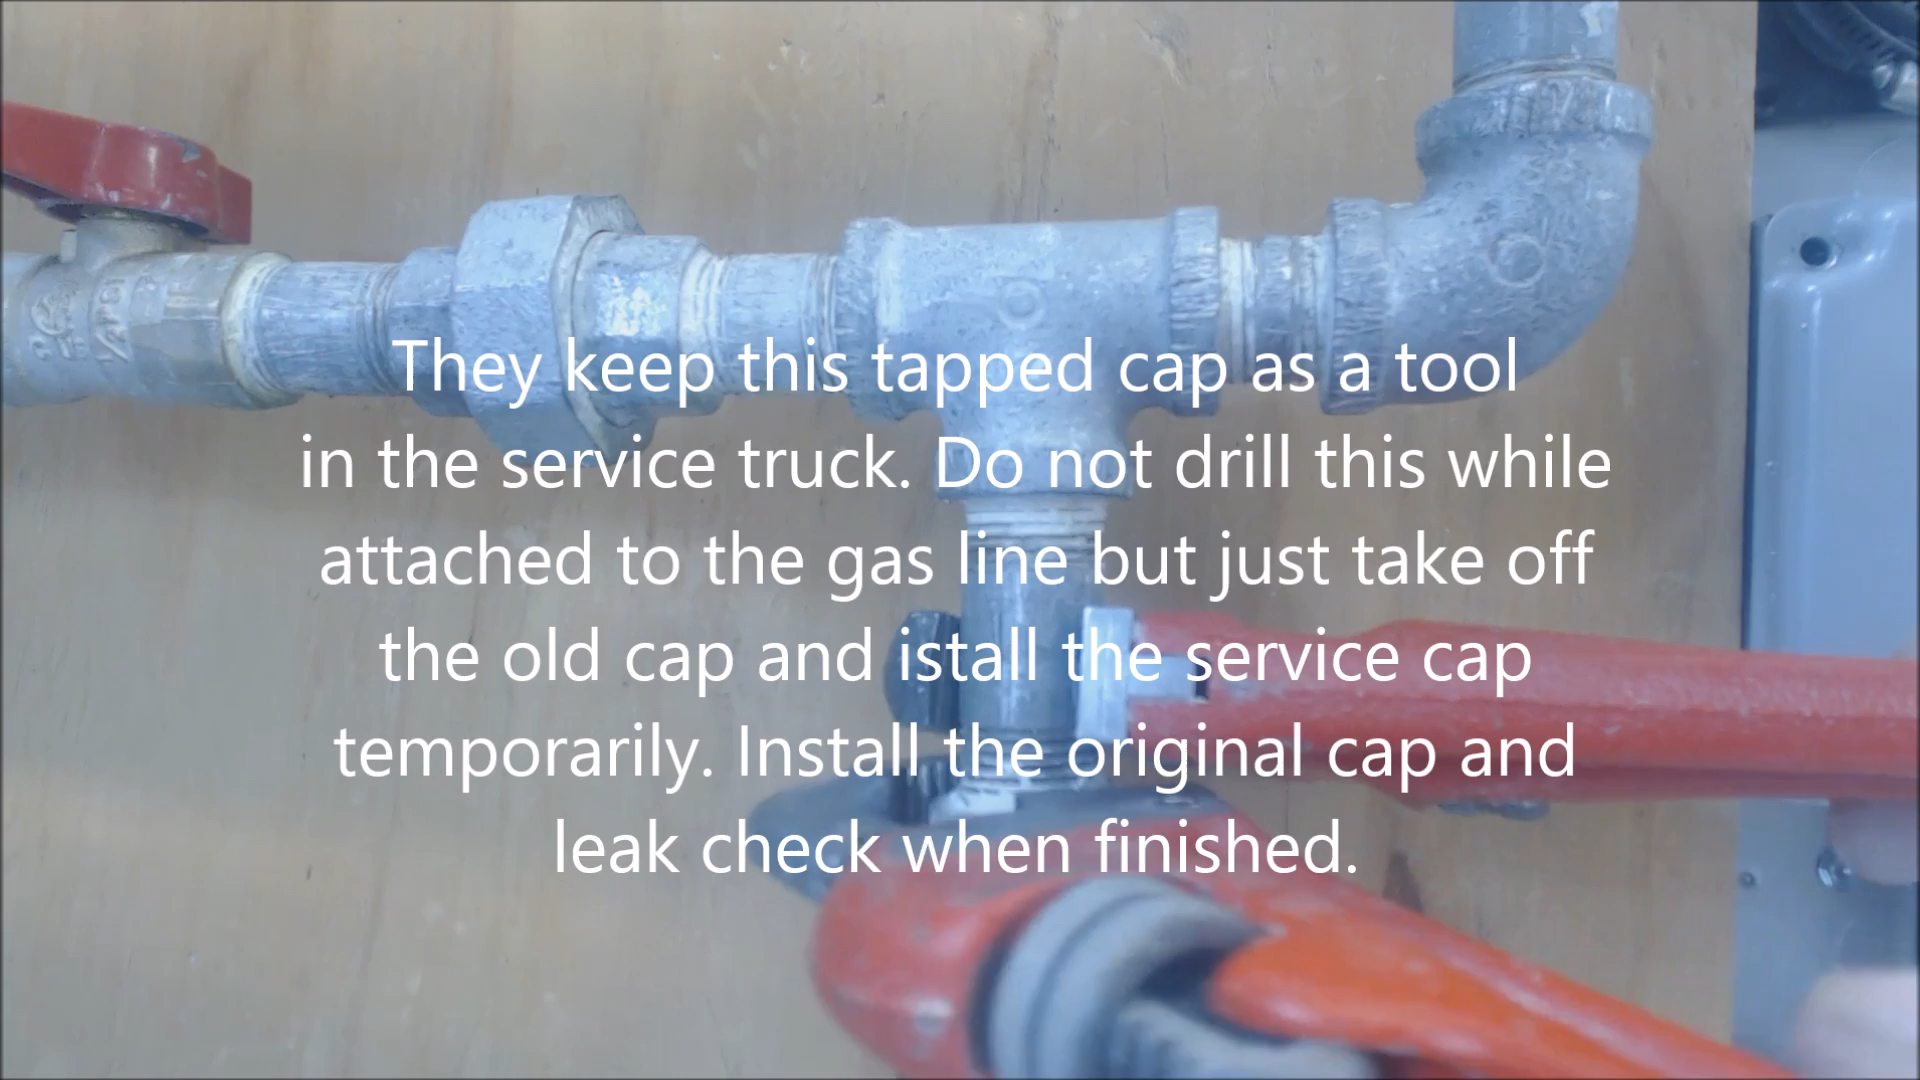 They keep this tapped cap as a tool
in the service truck. Do not drill this while
attached to the gas line but just take off
the old cap and istall the service cap
temporarily. Install the original cap and
leak check when finished.